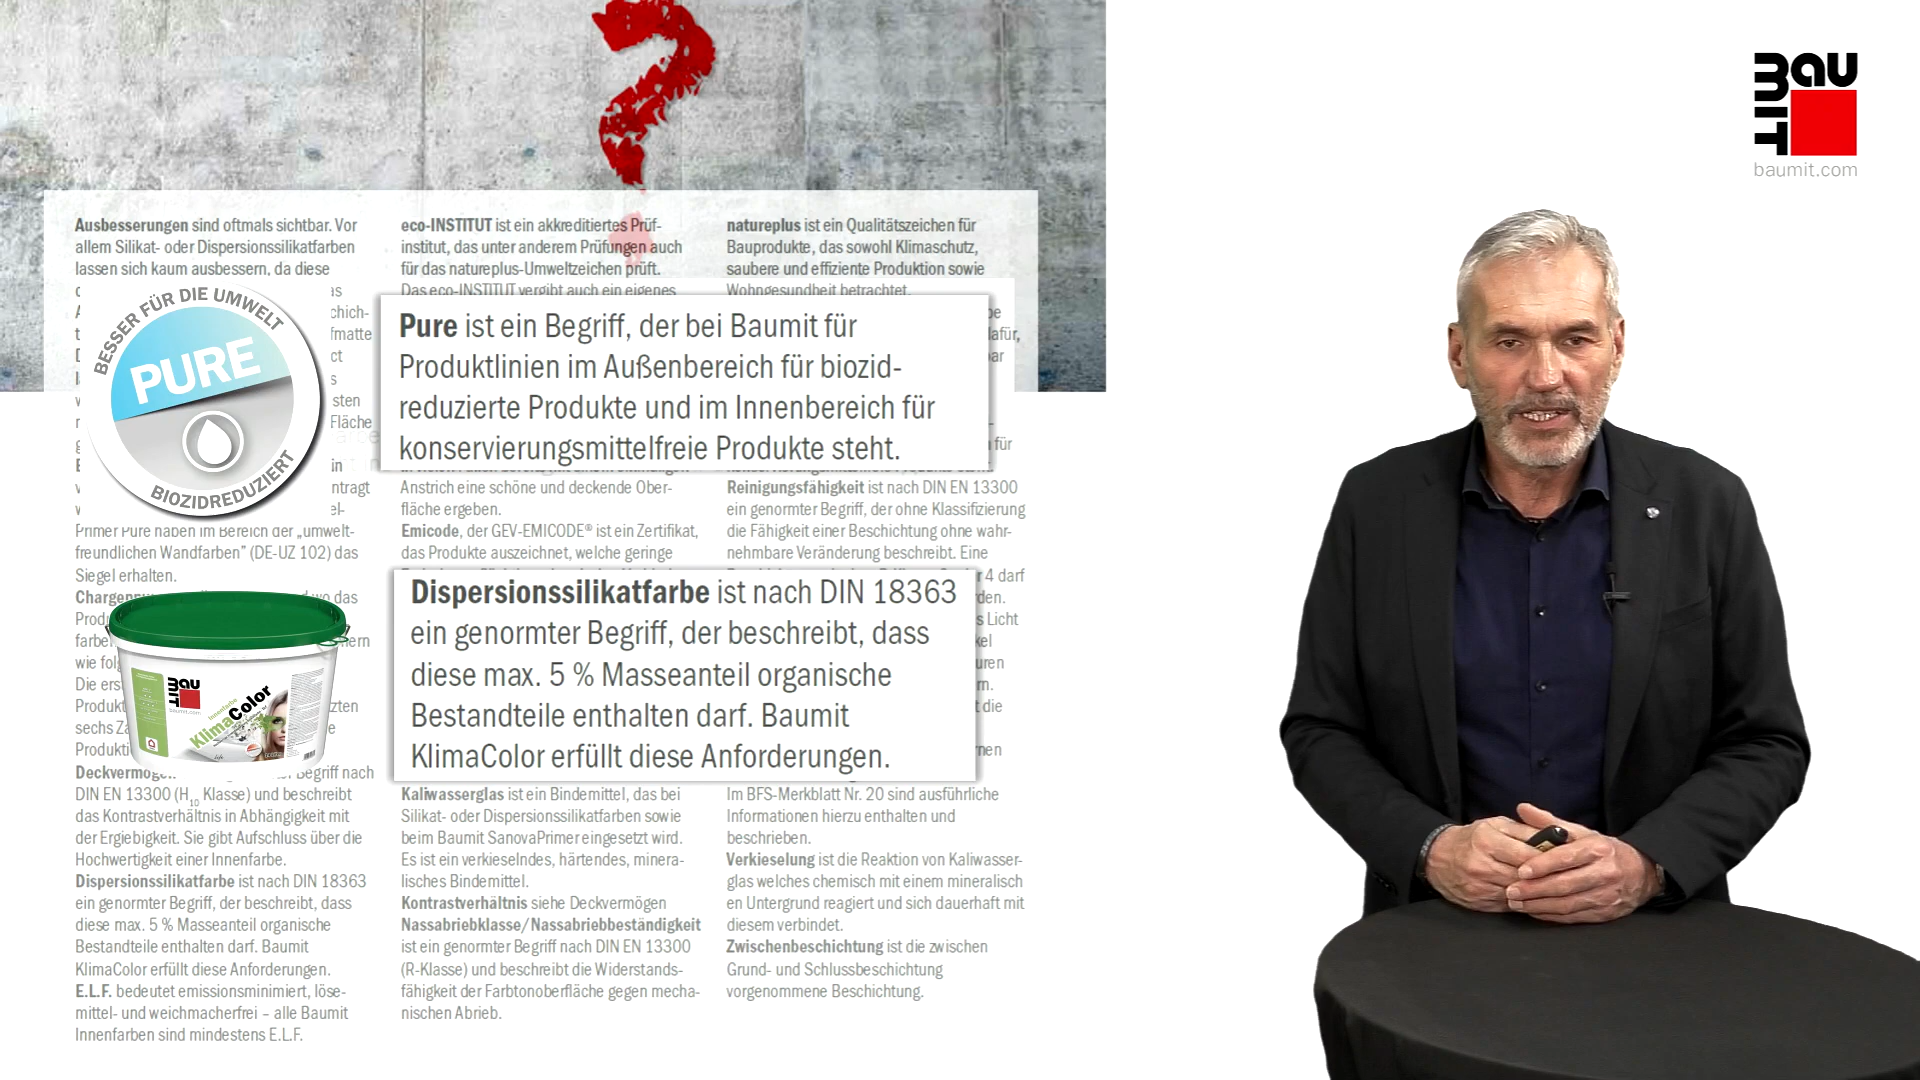 BAUMIT
baumit.com
Ausbesserungen sind oftmals sichtbar. Vor
allem Silikat- oder Dispersionssilikatfarben
lassen sich kaum ausbessern, da diese
BESSER FÜR DIE UMWELT
PURE
BIOZIDREDUZIERT
Primer Pure haben im Bereich der „umwelt-
freundlichen Wandfarben" (DE-UZ 102) das
Siegel erhalten.
baumit
baumit.com
Innenfarbe
KlimaColor
DIN EN 13300 (H10 Klasse) und beschreibt
das Kontrastverhältnis in Abhängigkeit mit
der Ergiebigkeit. Sie gibt Aufschluss über die
Hochwertigkeit einer Innenfarbe.
Dispersionssilikatfarbe ist nach DIN 18363
ein genormter Begriff, der beschreibt, dass
diese max. 5 % Masseanteil organische
Bestandteile enthalten darf. Baumit
KlimaColor erfüllt diese Anforderungen.
E.L.F. bedeutet emissionsminimiert, löse-
mittel- und weichmacherfrei – alle Baumit
Innenfarben sind mindestens E.L.F.
eco-INSTITUT ist ein akkreditiertes Prüf-
institut, das unter anderem Prüfungen auch
für das natureplus-Umweltzeichen prüft.
Das eco-INSTITUT vergibt auch ein eigenes
Pure ist ein Begriff, der bei Baumit für
Produktlinien im Außenbereich für biozid-
reduzierte Produkte und im Innenbereich für
konservierungsmittelfreie Produkte steht.
Anstrich eine schöne und deckende Ober-
fläche ergeben.
Emicode, der GEV-EMICODE® ist ein Zertifikat,
das Produkte auszeichnet, welche geringe
Dispersionssilikatfarbe ist nach DIN 18363
ein genormter Begriff, der beschreibt, dass
diese max. 5 % Masseanteil organische
Bestandteile enthalten darf. Baumit
KlimaColor erfüllt diese Anforderungen.
Kaliwasserglas ist ein Bindemittel, das bei
Silikat- oder Dispersionssilikatfarben sowie
beim Baumit SanovaPrimer eingesetzt wird.
Es ist ein verkieselndes, härtendes, minera-
lisches Bindemittel.
Kontrastverhältnis siehe Deckvermögen
Nassabriebklasse/Nassabriebbeständigkeit
ist ein genormter Begriff nach DIN EN 13300
(R-Klasse) und beschreibt die Widerstands-
fähigkeit der Farbtonoberfläche gegen mecha-
nischen Abrieb.
natureplus ist ein Qualitätszeichen für
Bauprodukte, das sowohl Klimaschutz,
saubere und effiziente Produktion sowie
Wohngesundheit betrachtet.
Reinigungsfähigkeit ist nach DIN EN 13300
ein genormter Begriff, der ohne Klassifizierung
die Fähigkeit einer Beschichtung ohne wahr-
nehmbare Veränderung beschreibt. Eine
Im BFS-Merkblatt Nr. 20 sind ausführliche
Informationen hierzu enthalten und
beschrieben.
Verkieselung ist die Reaktion von Kaliwasser-
glas welches chemisch mit einem mineralisch
en Untergrund reagiert und sich dauerhaft mit
diesem verbindet.
Zwischenbeschichtung ist die zwischen
Grund- und Schlussbeschichtung
vorgenommene Beschichtung.